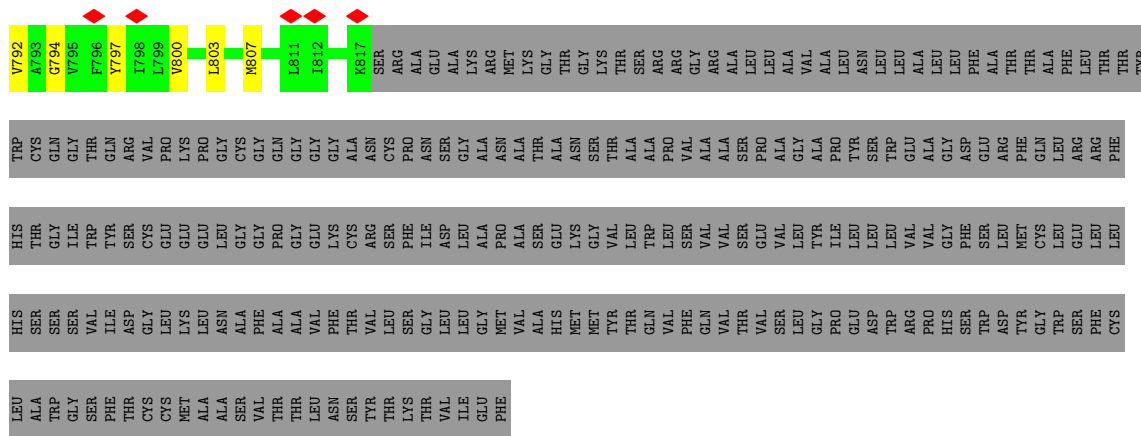 V792 A793 G794 V795 F796 Y797 I798 L799 V800 L803 M807 L811 I812 K817 SER ARG ALA GLU ALA LYS ARG MET LYS GLY THR GLY LYS THR SER ARG ARG GLY ARG ALA LEU LEU ALA VAL ALA LEU ASN LEU LEU ALA LEU LEU PHE ALA THR THR ALA PHE LEU THR THR TYR
TRP CYS GLN GLY THR GLN ARG VAL PRO LYS PRO GLY CYS GLY GLN GLY GLY GLY ALA ASN CYS PRO ASN SER GLY ALA ASN ALA THR ALA ASN SER THR ALA ALA PRO VAL ALA ALA SER PRO ALA GLY ALA PRO TYR SER TRP GLU ALA GLY ASP GLU ARG PHE GLN LEU ARG ARG PHE
HIS THR GLY ILE TRP TYR SER CYS GLU GLU GLU LEU GLY GLY PRO GLY GLU LYS CYS ARG SER PHE ILE ASP LEU ALA PRO ALA SER GLU LYS GLY VAL LEU TRP LEU SER VAL VAL SER GLU VAL LEU TYR ILE LEU LEU LEU VAL VAL GLY PHE SER LEU MET CYS LEU GLU LEU LEU
HIS SER SER SER VAL ILE ASP GLY LEU LYS LEU ASN ALA PHE ALA ALA VAL PHE THR VAL LEU SER GLY LEU LEU GLY MET VAL ALA HIS MET MET TYR THR GLN VAL PHE GLN VAL THR VAL SER LEU GLY PRO GLU ASP TRP ARG PRO HIS SER TRP ASP TYR GLY TRP SER PHE CYS
LEU ALA TRP GLY SER PHE THR CYS CYS MET ALA ALA SER VAL THR THR LEU ASN SER TYR THR LYS THR VAL ILE GLU PHE